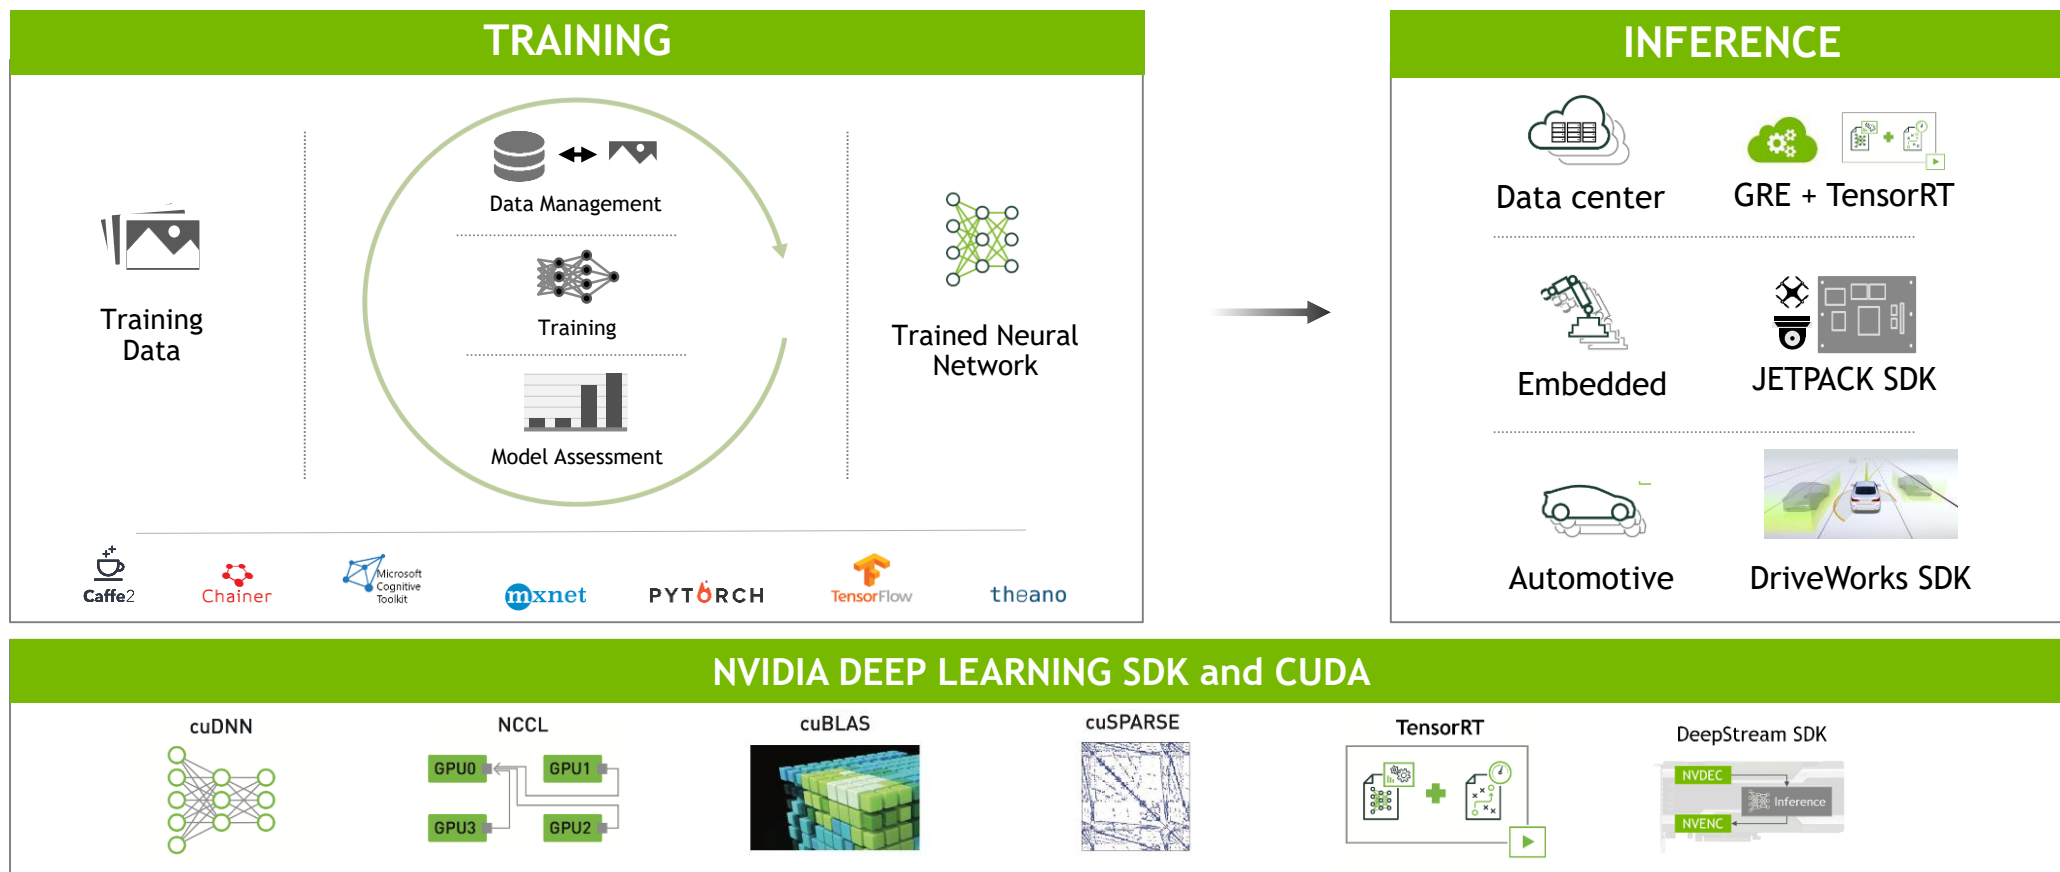 TRAINING
INFERENCE
Training
Data
Data Management
Training
Model Assessment
Trained Neural
Network
Caffe2
Chainer
Microsoft
Cognitive
Toolkit
mxnet
PYTORCH
TensorFlow
theano
Data center
GRE + TensorRT
Embedded
JETPACK SDK
Automotive
DriveWorks SDK
NVIDIA DEEP LEARNING SDK and CUDA
cuDNN
NCCL
GPU0
GPU1
GPU3
GPU2
cuBLAS
cuSPARSE
TensorRT
DeepStream SDK
NVDEC
Inference
NVENC